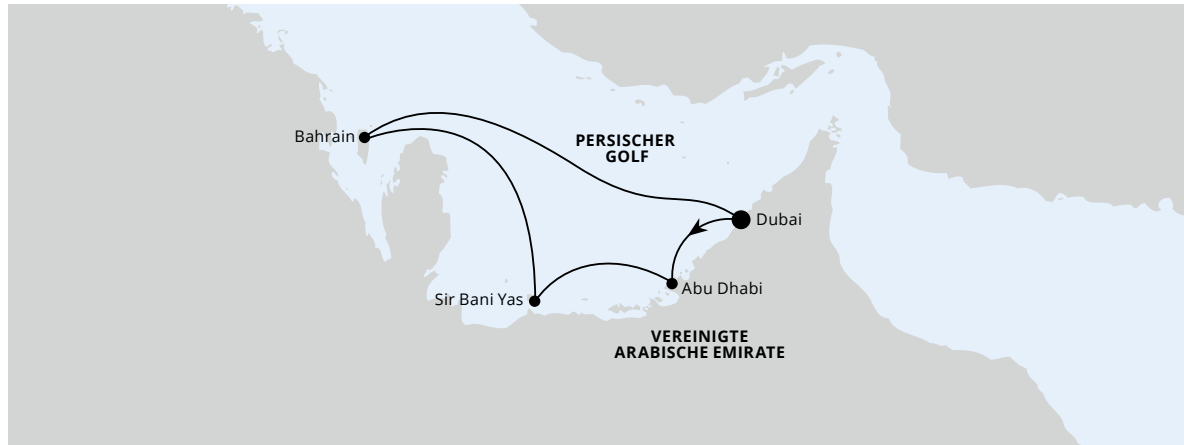 Bahrain
PERSISCHER
GOLF
Dubai
Abu Dhabi
Sir Bani Yas
VEREINIGTE
ARABISCHE EMIRATE